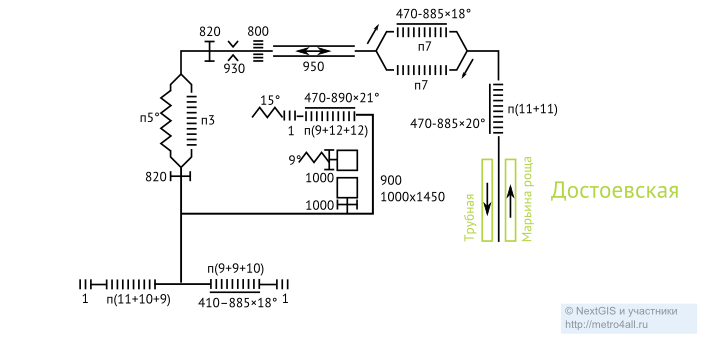 470-885×18°
820
800
п7
930
950
п7
470-885×20°
п(11+11)
п5°
п3
15°
470-890×21°
1
п(9+12+12)
9°
820
1000
1000
900
1000х1450
Трубная
Марьина роща
Достоевская
п(9+9+10)
1
п(11+10+9)
410–885×18°
1
© NextGIS и участники
http://metro4all.ru